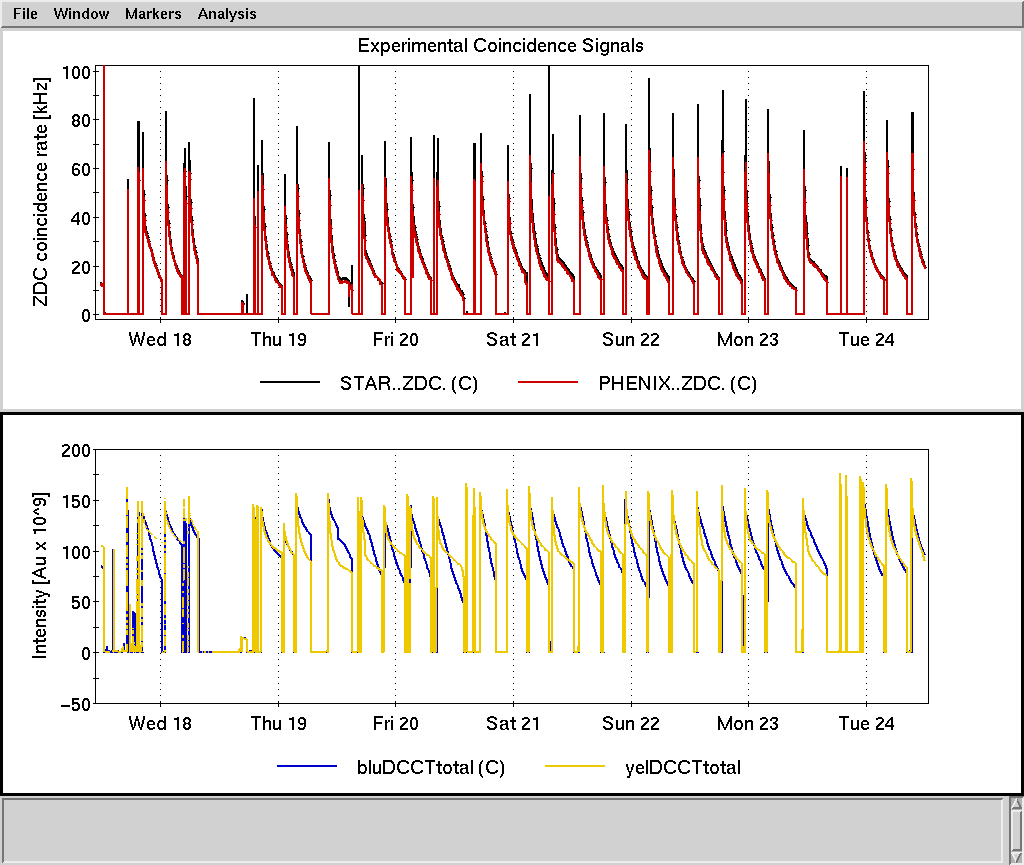 File Window Markers Analysis
Experimental Coincidence Signals
ZDC coincidence rate [kHz]
100
80
60
40
20
0
Wed 18 Thu 19 Fri 20 Sat 21 Sun 22 Mon 23 Tue 24
STAR..ZDC. (C) PHENIX..ZDC. (C)
Intensity [Au x 10^9]
200
150
100
50
0
−50
Wed 18 Thu 19 Fri 20 Sat 21 Sun 22 Mon 23 Tue 24
bluDCCTtotal (C) yelDCCTtotal